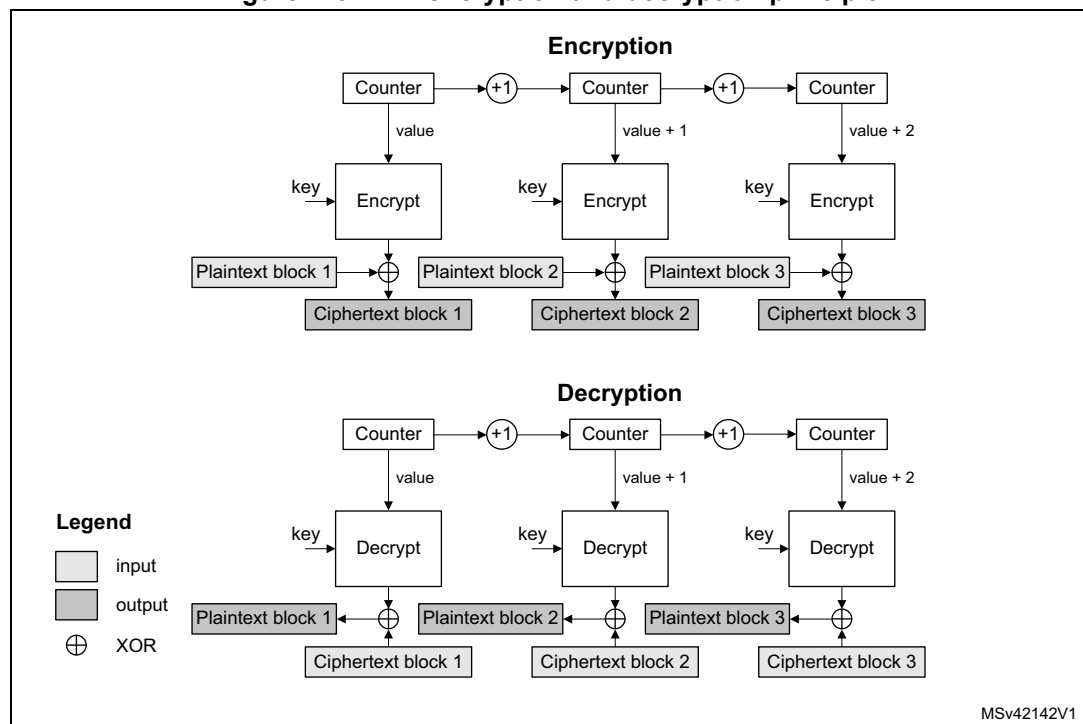 Encryption
Counter +1 Counter +1 Counter
value value + 1 value + 2
key Encrypt key Encrypt key Encrypt
Plaintext block 1 Plaintext block 2 Plaintext block 3
Ciphertext block 1 Ciphertext block 2 Ciphertext block 3
Decryption
Counter +1 Counter +1 Counter
value value + 1 value + 2
key Decrypt key Decrypt key Decrypt
Plaintext block 1 Plaintext block 2 Plaintext block 3
Ciphertext block 1 Ciphertext block 2 Ciphertext block 3
Legend
input
output
XOR
MSv42142V1